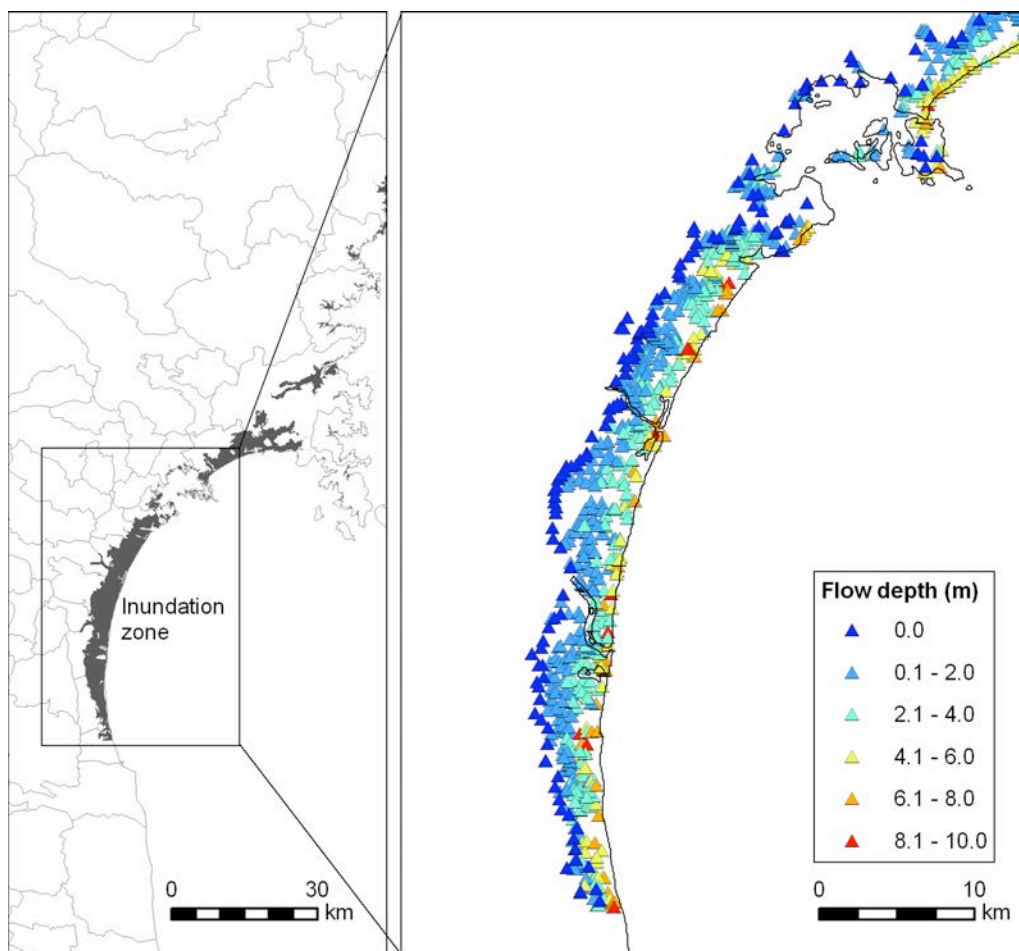 Inundation
zone
0 30
km
Flow depth (m)
0.0
0.1 - 2.0
2.1 - 4.0
4.1 - 6.0
6.1 - 8.0
8.1 - 10.0
0 10
km